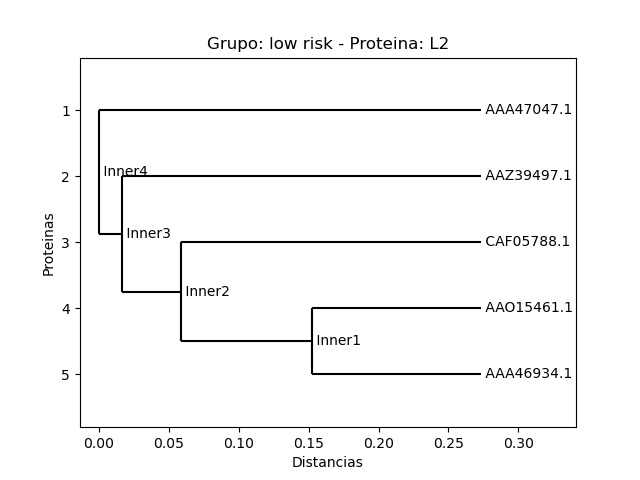 Grupo: low risk - Proteina: L2
1
AAA47047.1
Inner4
2
AAZ39497.1
Inner3
3
CAF05788.1
Inner2
4
AAO15461.1
Inner1
5
AAA46934.1
Proteinas
0.00 0.05 0.10 0.15 0.20 0.25 0.30
Distancias